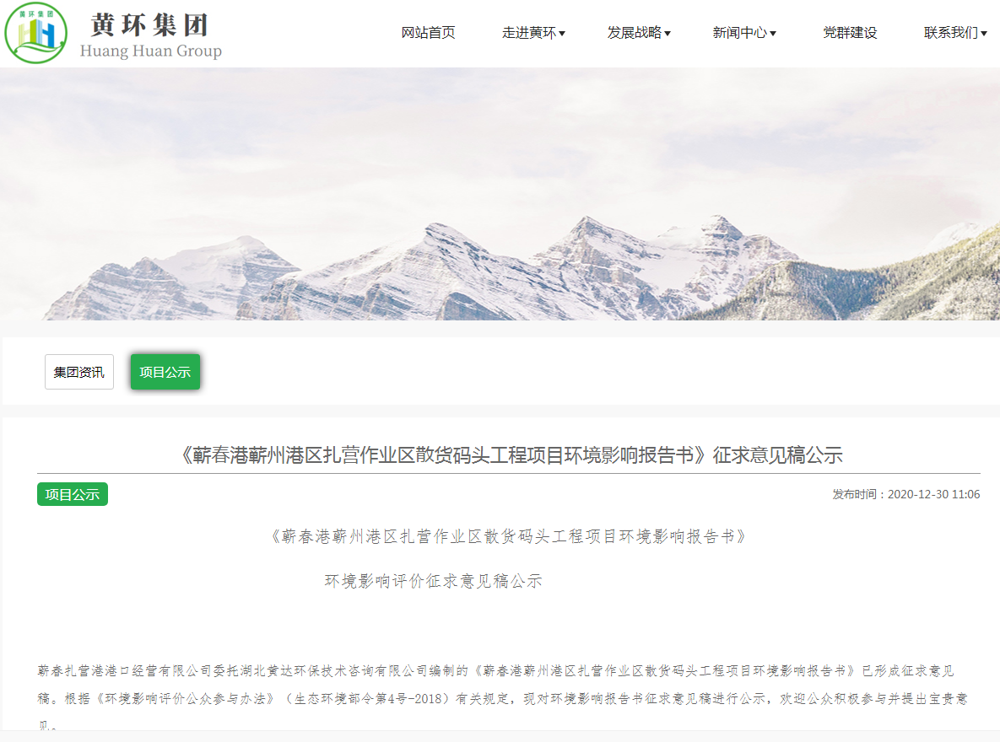 黄环集团
黄环集团
Huang Huan Group
网站首页 走进黄环▼ 发展战略▼ 新闻中心▼ 党群建设 联系我们▼
集团资讯 项目公示
《蕲春港蕲州港区扎营作业区散货码头工程项目环境影响报告书》征求意见稿公示
项目公示 发布时间：2020-12-30 11:06
《蕲春港蕲州港区扎营作业区散货码头工程项目环境影响报告书》
环境影响评价征求意见稿公示
蕲春扎营港港口经营有限公司委托湖北黄达环保技术咨询有限公司编制的《蕲春港蕲州港区扎营作业区散货码头工程项目环境影响报告书》已形成征求意见
稿。根据《环境影响评价公众参与办法》（生态环境部令第4号-2018）有关规定，现对环境影响报告书征求意见稿进行公示，欢迎公众积极参与并提出宝贵意
见。